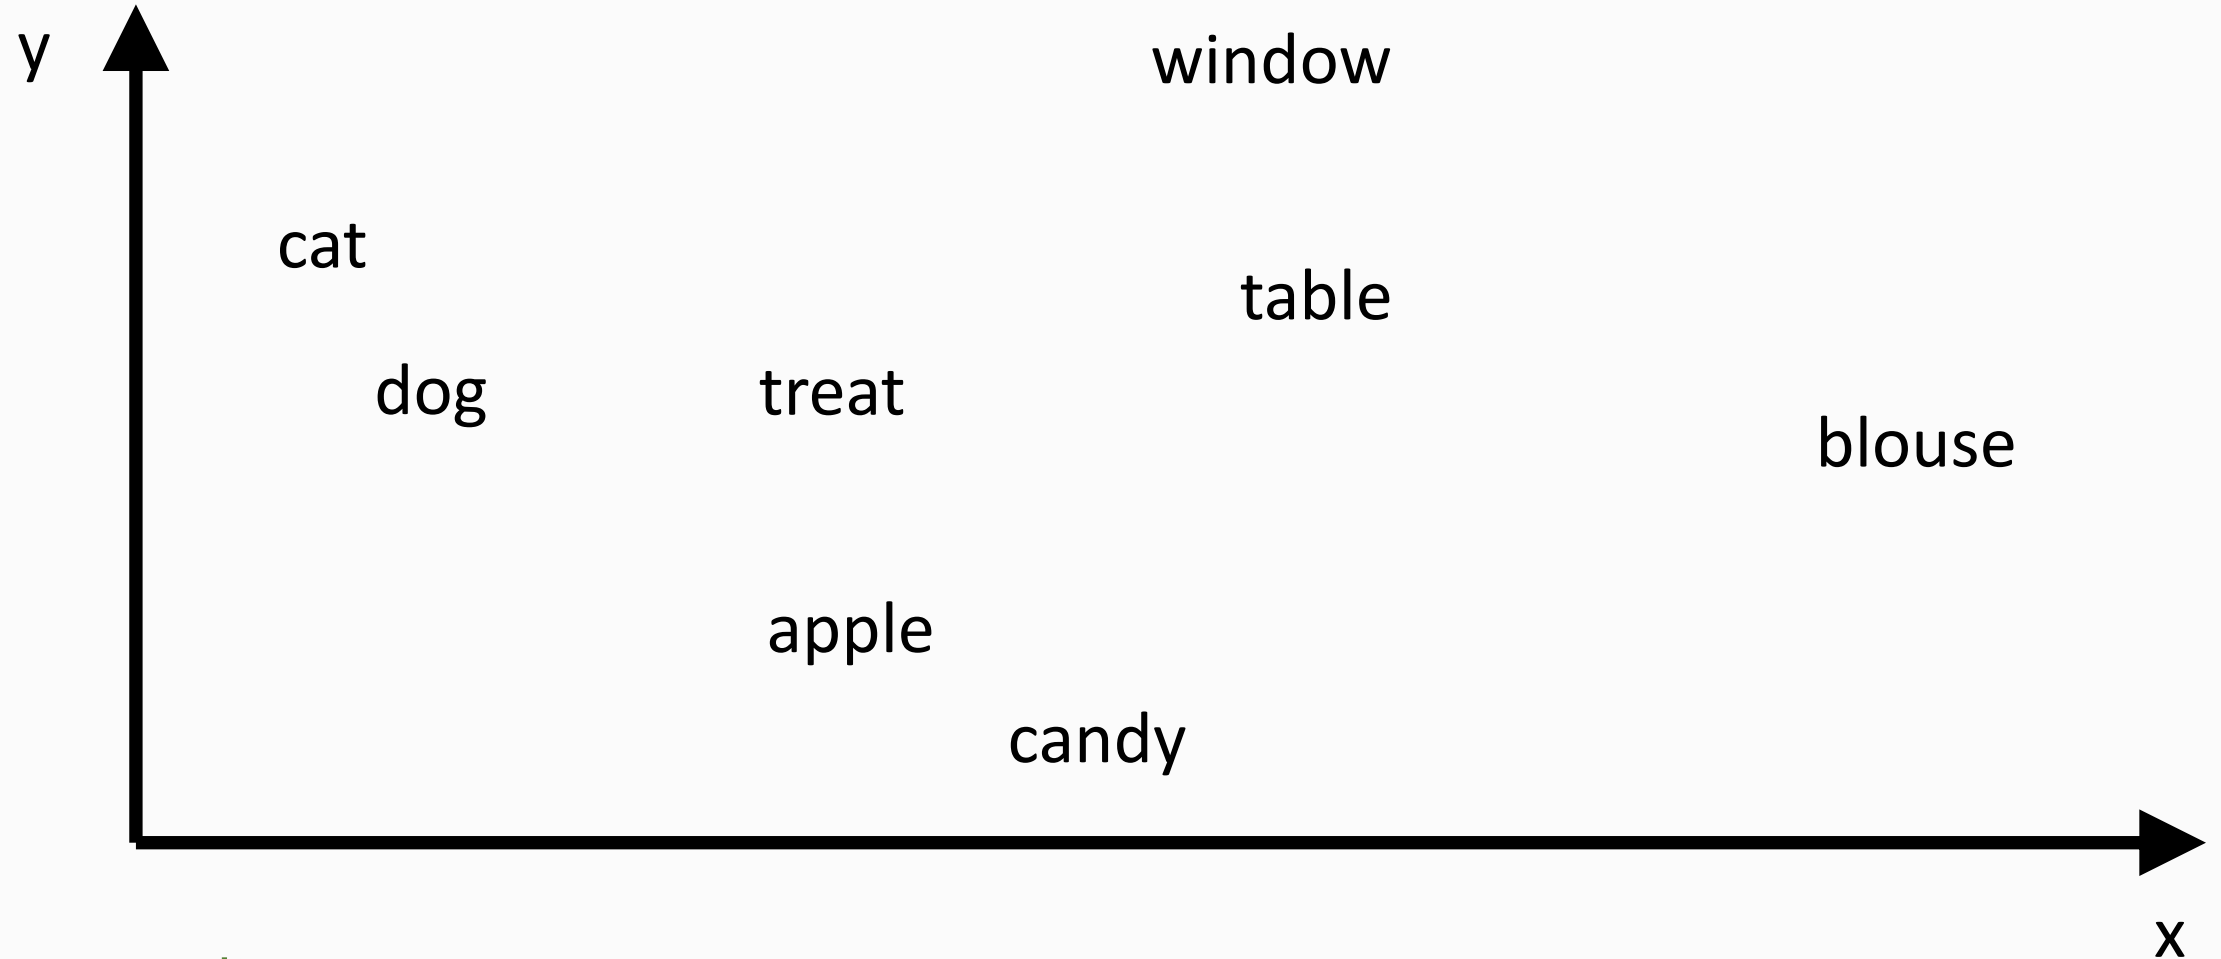 y
window
cat
table
dog
treat
blouse
apple
candy
x